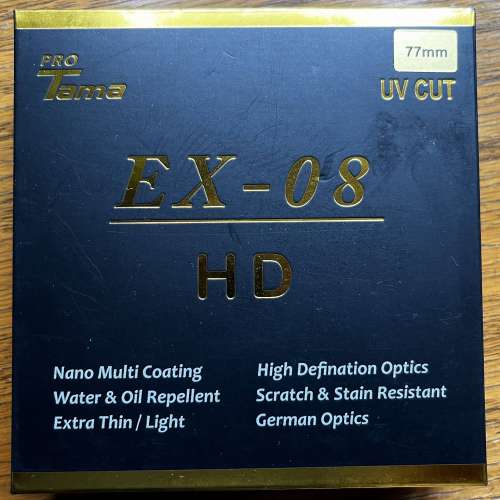 PRO
Tama
77mm
UV CUT
EX-08
HD
Nano Multi Coating
Water & Oil Repellent
Extra Thin / Light
High Defination Optics
Scratch & Stain Resistant
German Optics